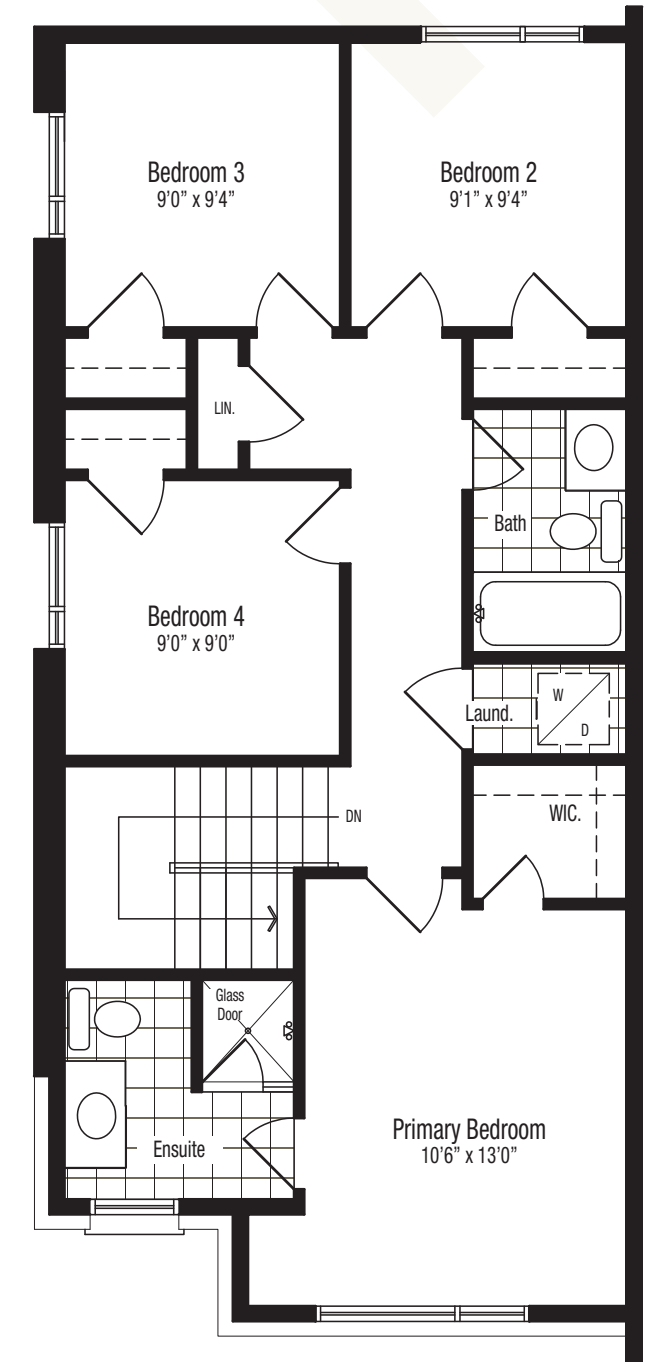 Bedroom 3
9’0” x 9’4”
Bedroom 2
9’1” x 9’4”
LIN.
Bath
Bedroom 4
9’0” x 9’0”
W
Laund.
D
WIC.
DN
Glass
Door
Primary Bedroom
10’6” x 13’0”
Ensuite